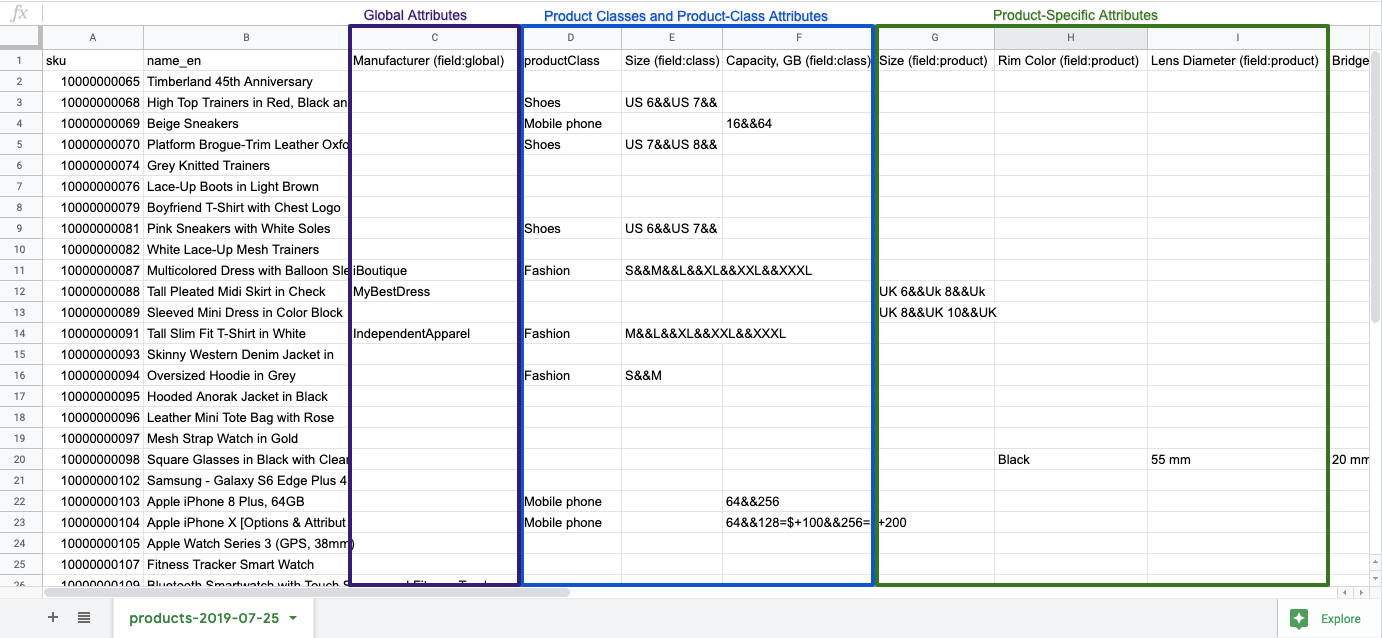 Global Attributes Product Classes and Product-Class Attributes Product-Specific Attributes
fx
A B C D E F G H I
1 sku name_en Manufacturer (field:global) productClass Size (field:class) Capacity, GB (field:class) Size (field:product) Rim Color (field:product) Lens Diameter (field:product) Bridge
2 10000000065 Timberland 45th Anniversary
3 10000000068 High Top Trainers in Red, Black an Shoes US 6&&US 7&&
4 10000000069 Beige Sneakers Mobile phone 16&&64
5 10000000070 Platform Brogue-Trim Leather Oxfo Shoes US 7&&US 8&&
6 10000000074 Grey Knitted Trainers
7 10000000076 Lace-Up Boots in Light Brown
8 10000000079 Boyfriend T-Shirt with Chest Logo
9 10000000081 Pink Sneakers with White Soles Shoes US 6&&US 7&&
10 10000000082 White Lace-Up Mesh Trainers
11 10000000087 Multicolored Dress with Balloon Sle iBoutique Fashion S&&M&&L&&XL&&XXL&&XXXL
12 10000000088 Tall Pleated Midi Skirt in Check MyBestDress UK 6&&Uk 8&&Uk
13 10000000089 Sleeved Mini Dress in Color Block UK 8&&UK 10&&UK
14 10000000091 Tall Slim Fit T-Shirt in White IndependentApparel Fashion M&&L&&XL&&XXL&&XXXL
15 10000000093 Skinny Western Denim Jacket in
16 10000000094 Oversized Hoodie in Grey Fashion S&&M
17 10000000095 Hooded Anorak Jacket in Black
18 10000000096 Leather Mini Tote Bag with Rose
19 10000000097 Mesh Strap Watch in Gold
20 10000000098 Square Glasses in Black with Clear Black 55 mm 20 mm
21 10000000102 Samsung - Galaxy S6 Edge Plus 4
22 10000000103 Apple iPhone 8 Plus, 64GB Mobile phone 64&&256
23 10000000104 Apple iPhone X [Options & Attribut Mobile phone 64&&128=$+100&&256= +200
24 10000000105 Apple Watch Series 3 (GPS, 38mm)
25 10000000107 Fitness Tracker Smart Watch
26 10000000109 Bluetooth Smartwatch with Touch S
products-2019-07-25 Explore